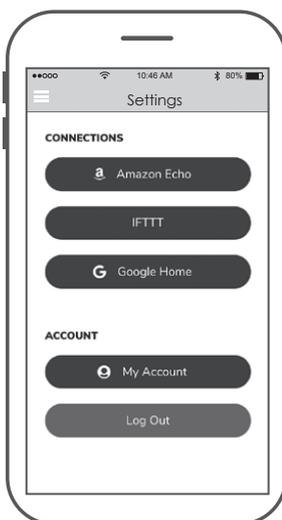 10:46 AM 80%
Settings
CONNECTIONS
Amazon Echo
IFTTT
Google Home
ACCOUNT
My Account
Log Out